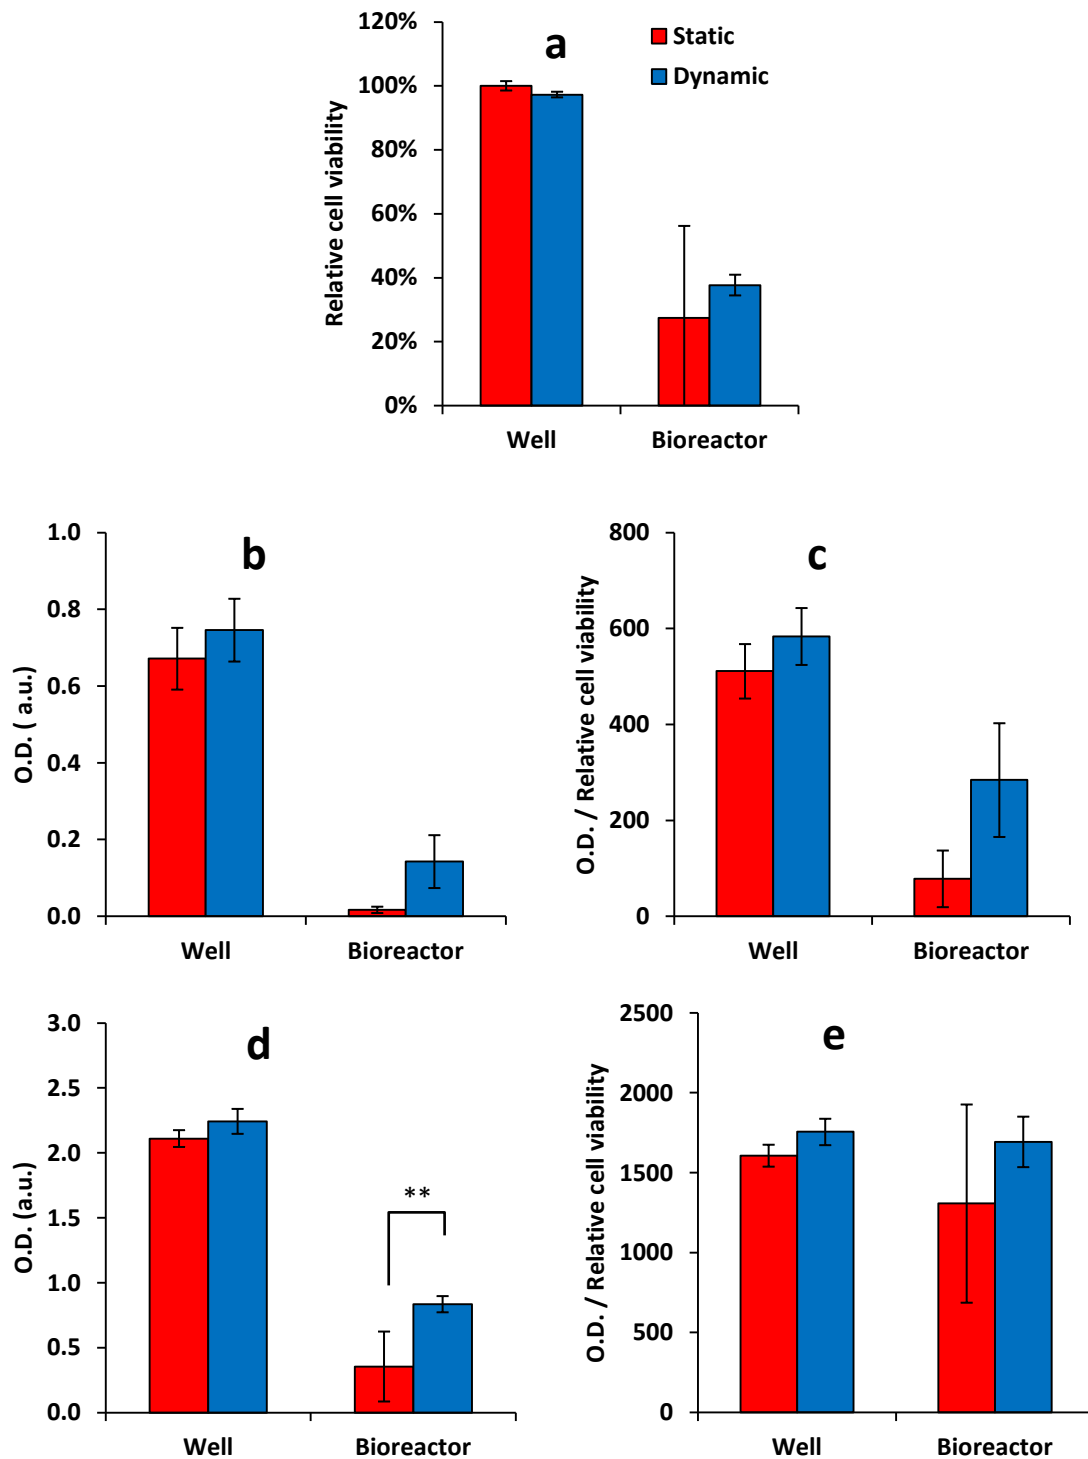 a
Static
Dynamic
Relative cell viability
120%
100%
80%
60%
40%
20%
0%
Well
Bioreactor
b
O.D. ( a.u.)
1.0
0.8
0.6
0.4
0.2
0.0
Well
Bioreactor
c
O.D. / Relative cell viability
800
600
400
200
0
Well
Bioreactor
d
O.D. (a.u.)
3.0
2.5
2.0
1.5
1.0
0.5
0.0
**
Well
Bioreactor
e
O.D. / Relative cell viability
2500
2000
1500
1000
500
0
Well
Bioreactor